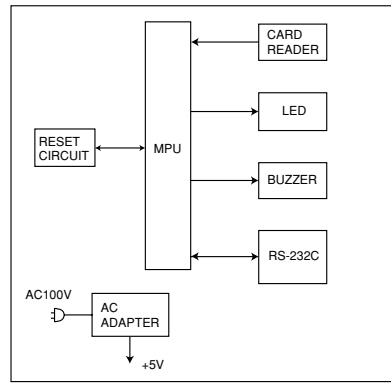 CARD
READER
LED
RESET
CIRCUIT
MPU
BUZZER
RS-232C
AC100V
AC
ADAPTER
+5V